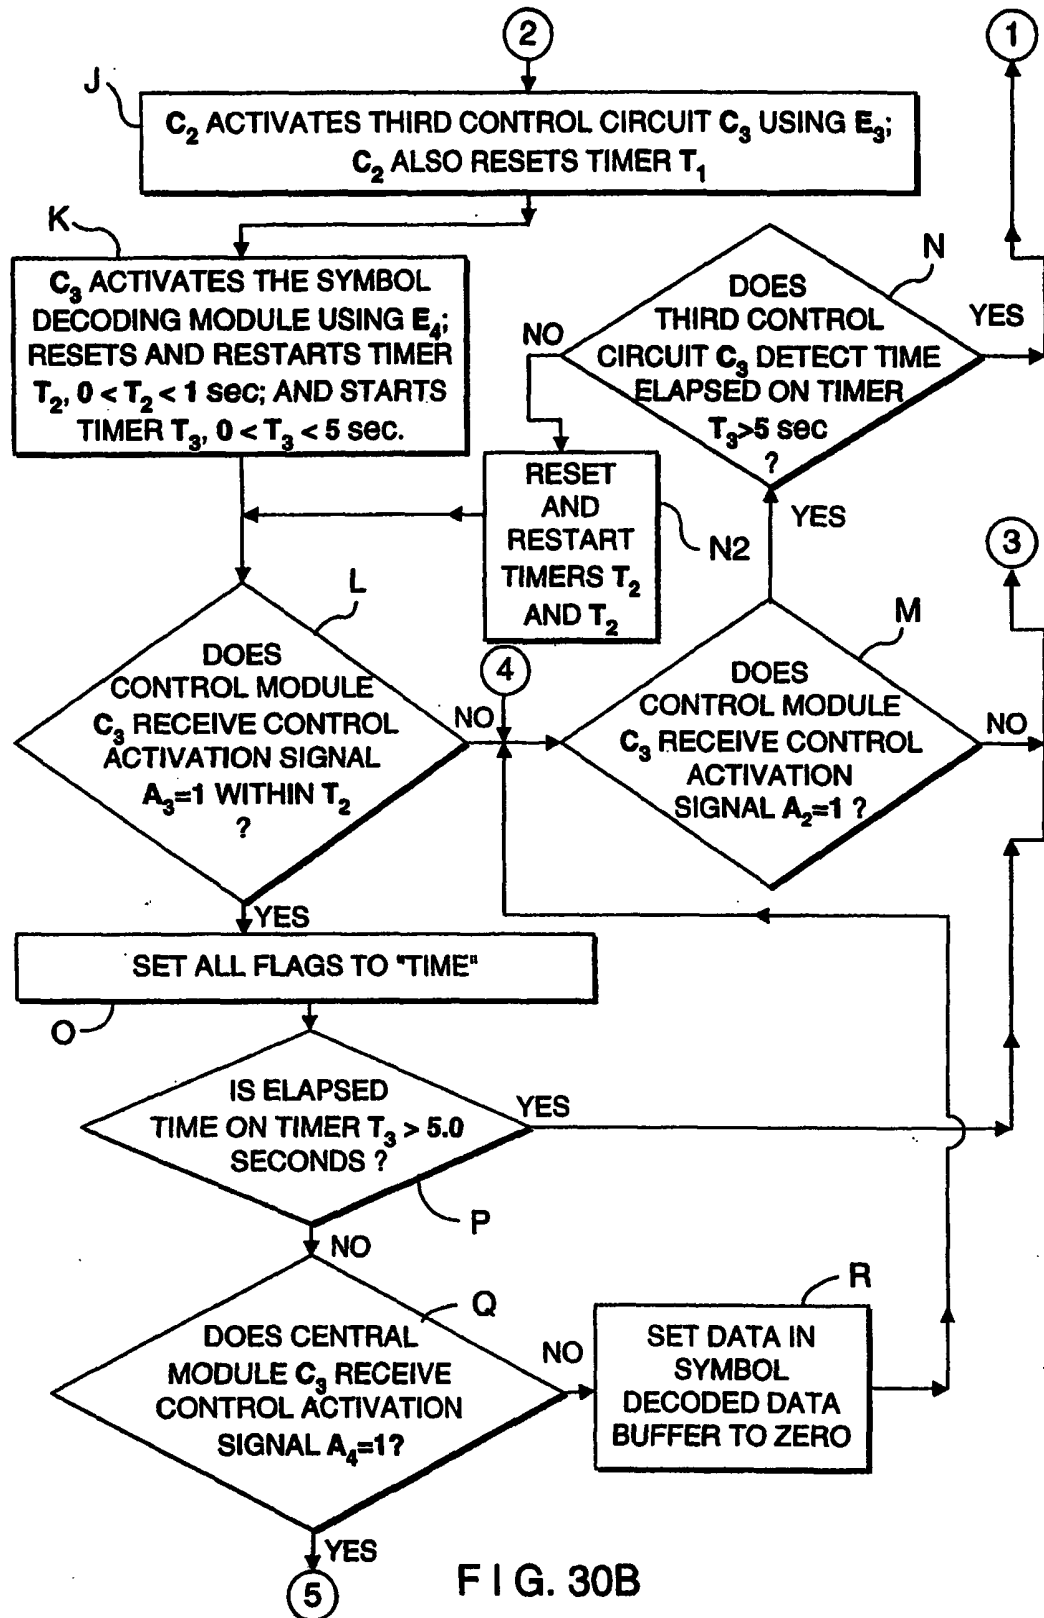 2
1
J
C2 ACTIVATES THIRD CONTROL CIRCUIT C3 USING E3;
C2 ALSO RESETS TIMER T1
K
C3 ACTIVATES THE SYMBOL
DECODING MODULE USING E4;
RESETS AND RESTARTS TIMER
T2, 0 < T2 < 1 sec; AND STARTS
TIMER T3, 0 < T3 < 5 sec.
N
DOES
THIRD CONTROL
CIRCUIT C3 DETECT TIME
ELAPSED ON TIMER
T3>5 sec
?
NO
YES
YES
RESET
AND
RESTART
TIMERS T2
AND T2
N2
3
L
DOES
CONTROL MODULE
C3 RECEIVE CONTROL
ACTIVATION SIGNAL
A3=1 WITHIN T2
?
NO
4
M
DOES
CONTROL MODULE
C3 RECEIVE CONTROL
ACTIVATION
SIGNAL A2=1 ?
NO
YES
SET ALL FLAGS TO "TIME"
O
IS ELAPSED
TIME ON TIMER T3 > 5.0
SECONDS ?
YES
P
NO
Q
DOES CENTRAL
MODULE C3 RECEIVE
CONTROL ACTIVATION
SIGNAL A4=1?
NO
R
SET DATA IN
SYMBOL
DECODED DATA
BUFFER TO ZERO
YES
5
FIG. 30B